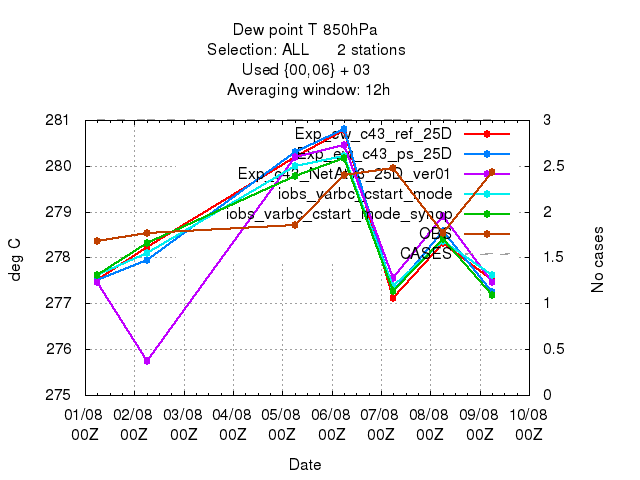 Dew point T 850hPa
Selection: ALL 2 stations
Used {00,06} + 03
Averaging window: 12h
deg C
281
280
279
278
277
276
275
Exp_ew_c43_ref_25D
Exp_ew_c43_ps_25D
Exp_c43_NetAtm3_25D_ver01
iobs_varbc_cstart_mode
iobs_varbc_cstart_mode_synop
OBS
CASES
3
2.5
2
1.5
1
0.5
0
No cases
01/08 02/08 03/08 04/08 05/08 06/08 07/08 08/08 09/08 10/08
00Z 00Z 00Z 00Z 00Z 00Z 00Z 00Z 00Z 00Z
Date